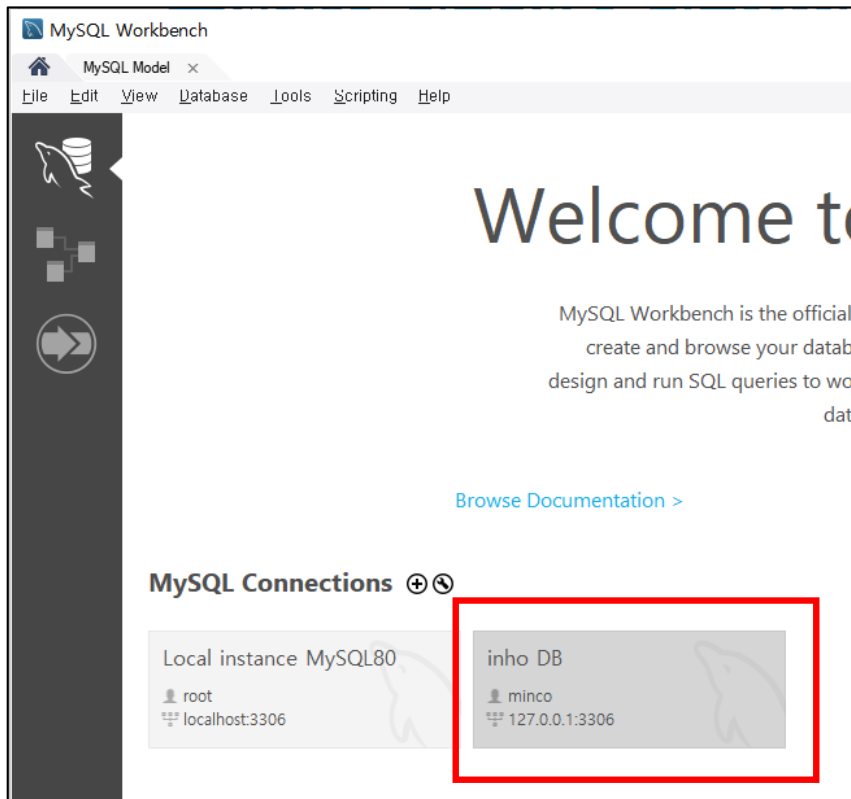 MySQL Workbench
MySQL Model ×
File Edit View Database Tools Scripting Help
Welcome to
MySQL Workbench is the official
create and browse your datab
design and run SQL queries to wo
dat
Browse Documentation >
MySQL Connections
Local instance MySQL80
root
localhost:3306
inho DB
minco
127.0.0.1:3306